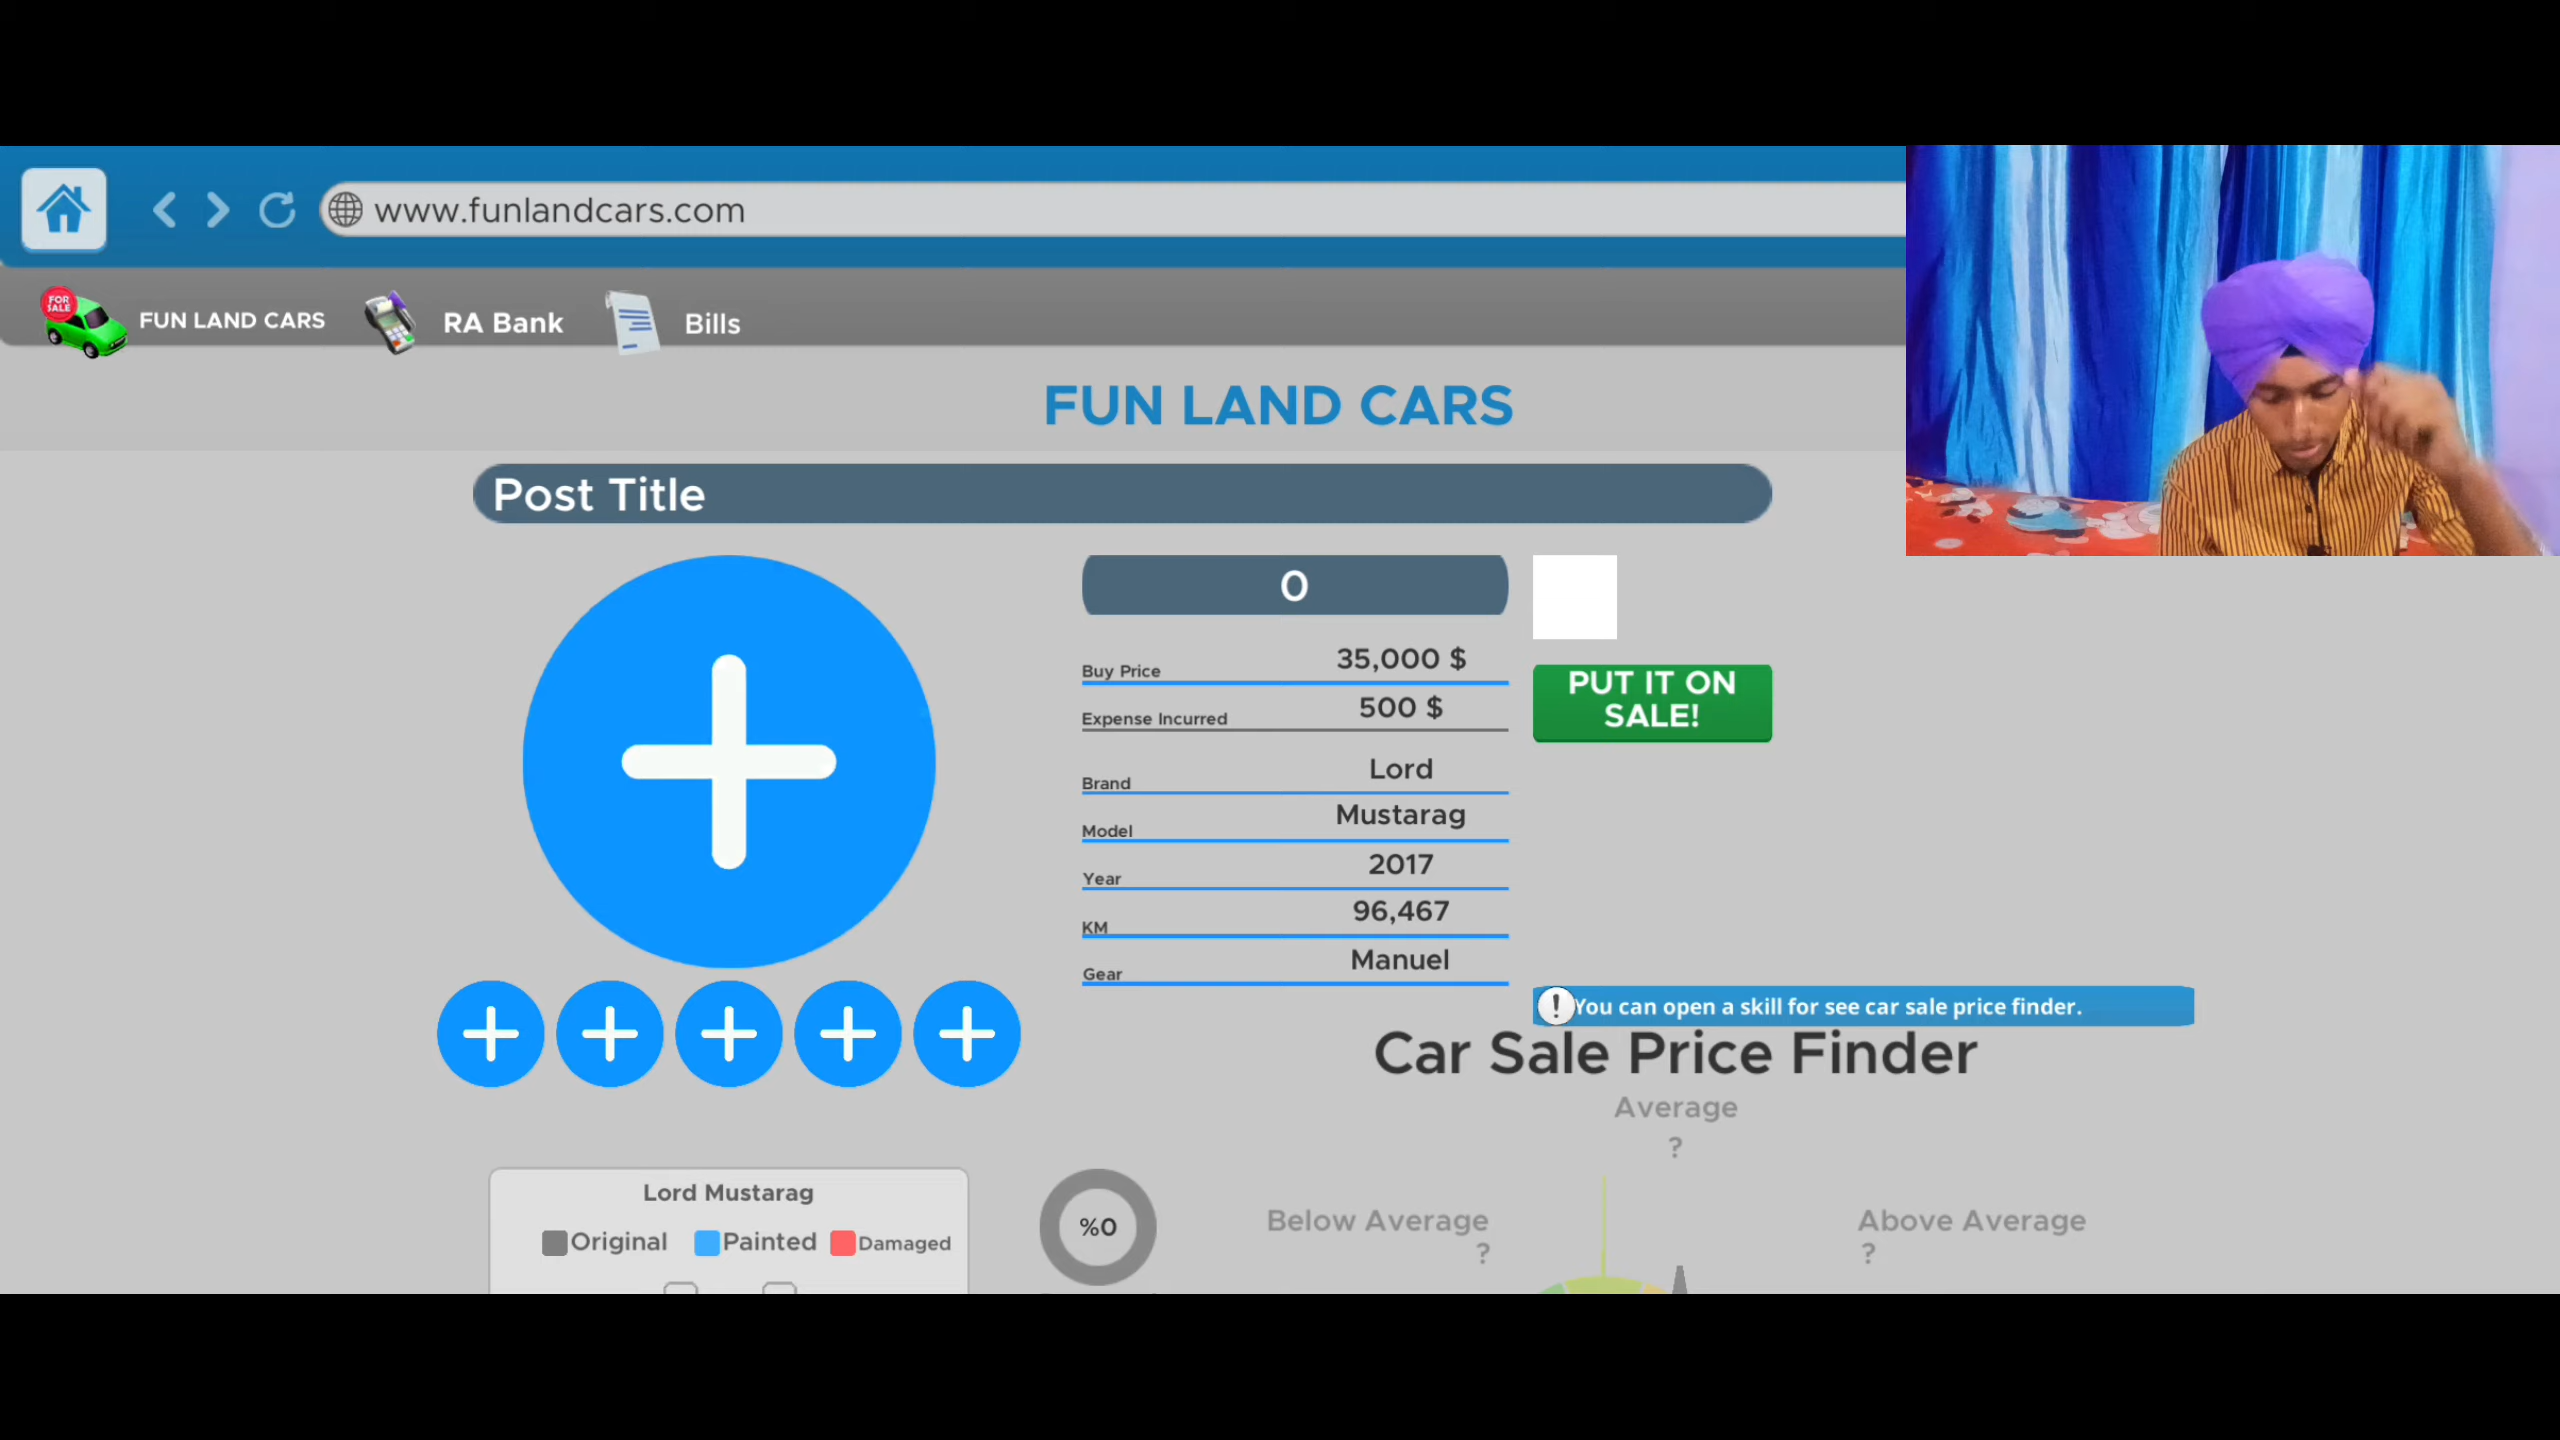 www.funlandcars.com
FOR SALE
FUN LAND CARS
RA Bank
Bills
FUN LAND CARS
Post Title
0
Buy Price 35,000 $
Expense Incurred 500 $
PUT IT ON
SALE!
Brand Lord
Model Mustarag
Year 2017
KM 96,467
Gear Manuel
! You can open a skill for see car sale price finder.
Car Sale Price Finder
Average
?
Below Average
?
Above Average
?
Lord Mustarag
Original Painted Damaged
%0